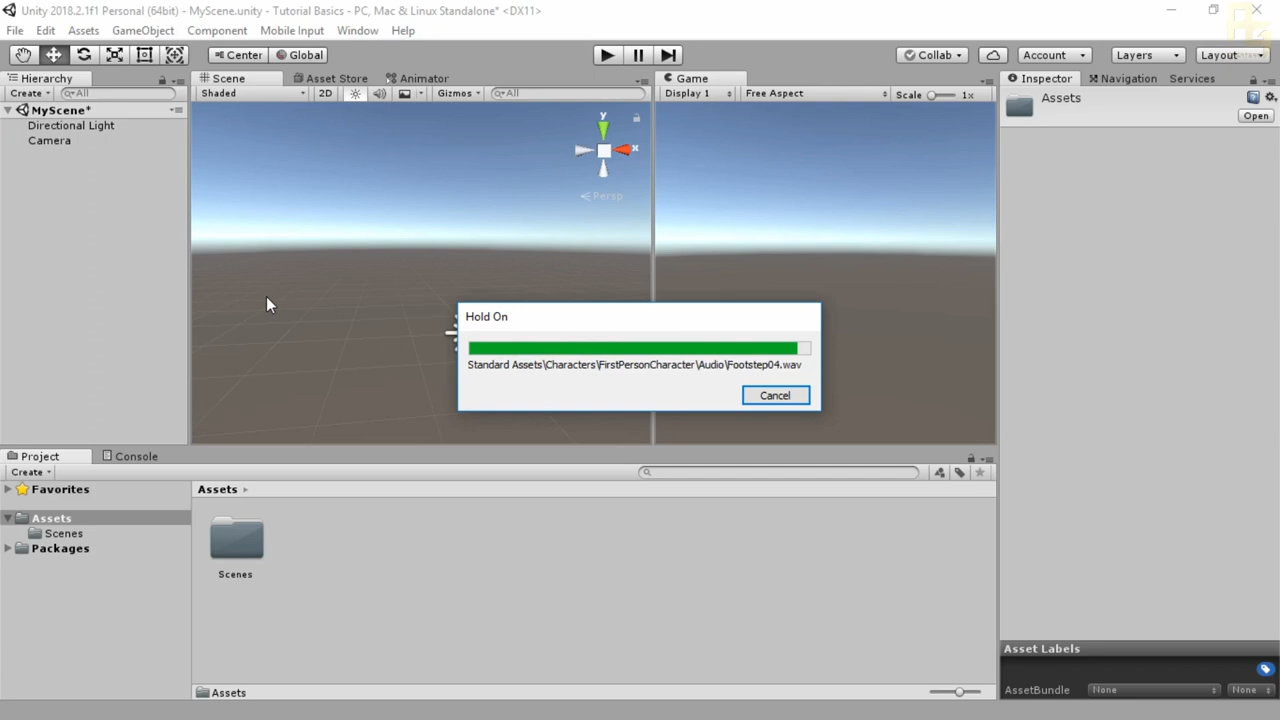 Unity 2018.2.1f1 Personal (64bit) - MyScene.unity - Tutorial Basics - PC, Mac & Linux Standalone* <DX11>
File Edit Assets GameObject Component Mobile Input Window Help
Center Global Collab Account Layers Layout
Hierarchy Scene Asset Store Animator Game Inspector Navigation Services
Create All Shaded 2D Gizmos All Display 1 Free Aspect Scale 1x Assets
Open
MyScene*
Directional Light
Camera
y
x
Persp
Hold On
Standard Assets\Characters\FirstPersonCharacter\Audio\Footstep04.wav
Cancel
Project Console
Create
Favorites Assets
Assets
Scenes
Packages
Scenes
Assets
Asset Labels
AssetBundle None None